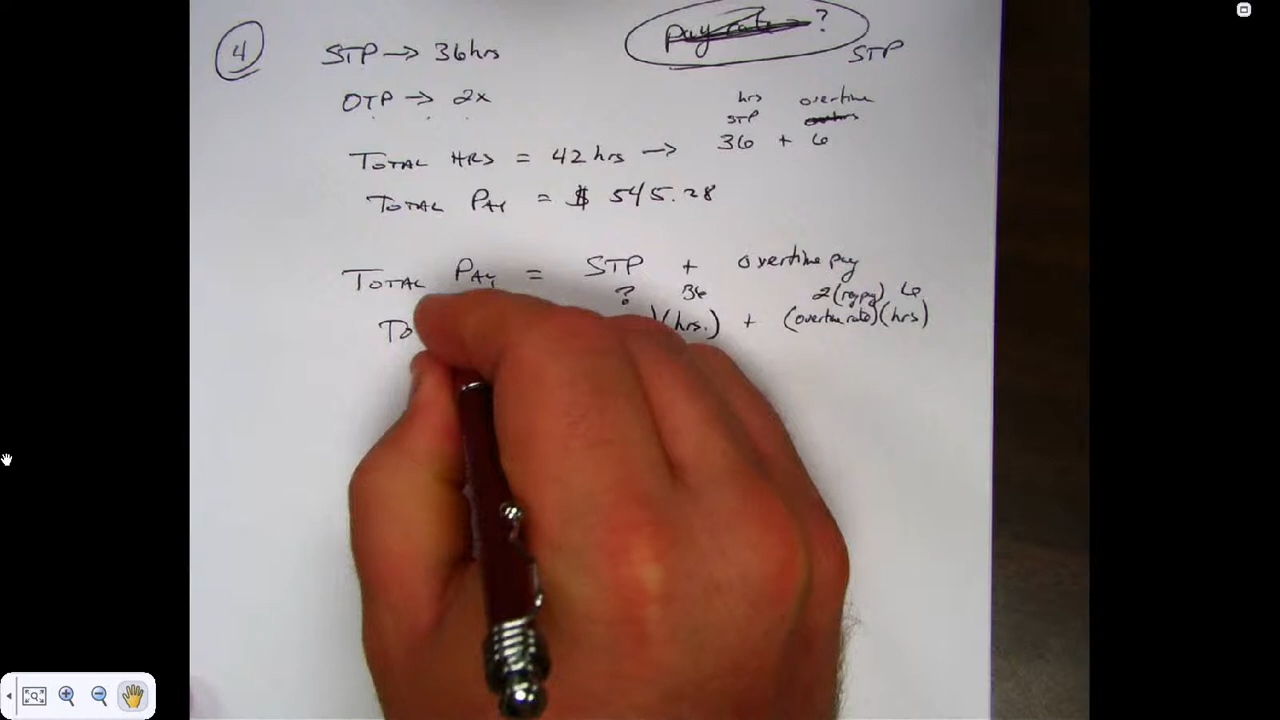 4
STP → 36hrs
pay rate ?
STP
OTP → 2x
hrs overtime
STP
TOTAL HRS = 42 hrs → 36 + 6
TOTAL PAY = $ 545.28
TOTAL PAY = STP + overtime pay
? 36 2(reg pay) 6
To )(hrs.) + (overtime rate)(hrs)